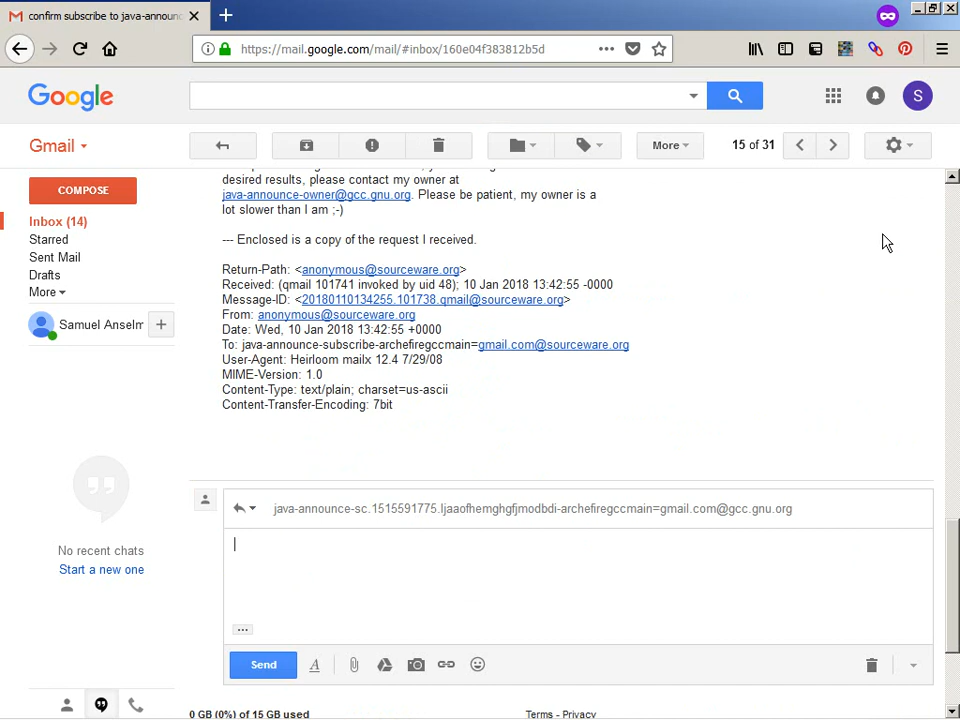 confirm subscribe to java-announc
https://mail.google.com/mail/#inbox/160e04f383812b5d
Google
S
Gmail
More
15 of 31
COMPOSE
Inbox (14)
Starred
Sent Mail
Drafts
More
Samuel Anselm
desired results, please contact my owner at
java-announce-owner@gcc.gnu.org. Please be patient, my owner is a
lot slower than I am ;-)
--- Enclosed is a copy of the request I received.
Return-Path: <anonymous@sourceware.org>
Received: (qmail 101741 invoked by uid 48); 10 Jan 2018 13:42:55 -0000
Message-ID: <20180110134255.101738.qmail@sourceware.org>
From: anonymous@sourceware.org
Date: Wed, 10 Jan 2018 13:42:55 +0000
To: java-announce-subscribe-archefiregccmain=gmail.com@sourceware.org
User-Agent: Heirloom mailx 12.4 7/29/08
MIME-Version: 1.0
Content-Type: text/plain; charset=us-ascii
Content-Transfer-Encoding: 7bit
java-announce-sc.1515591775.ljaaofhemghgfjmodbdi-archefiregccmain=gmail.com@gcc.gnu.org
No recent chats
Start a new one
Send
0 GB (0%) of 15 GB used
Terms - Privacy